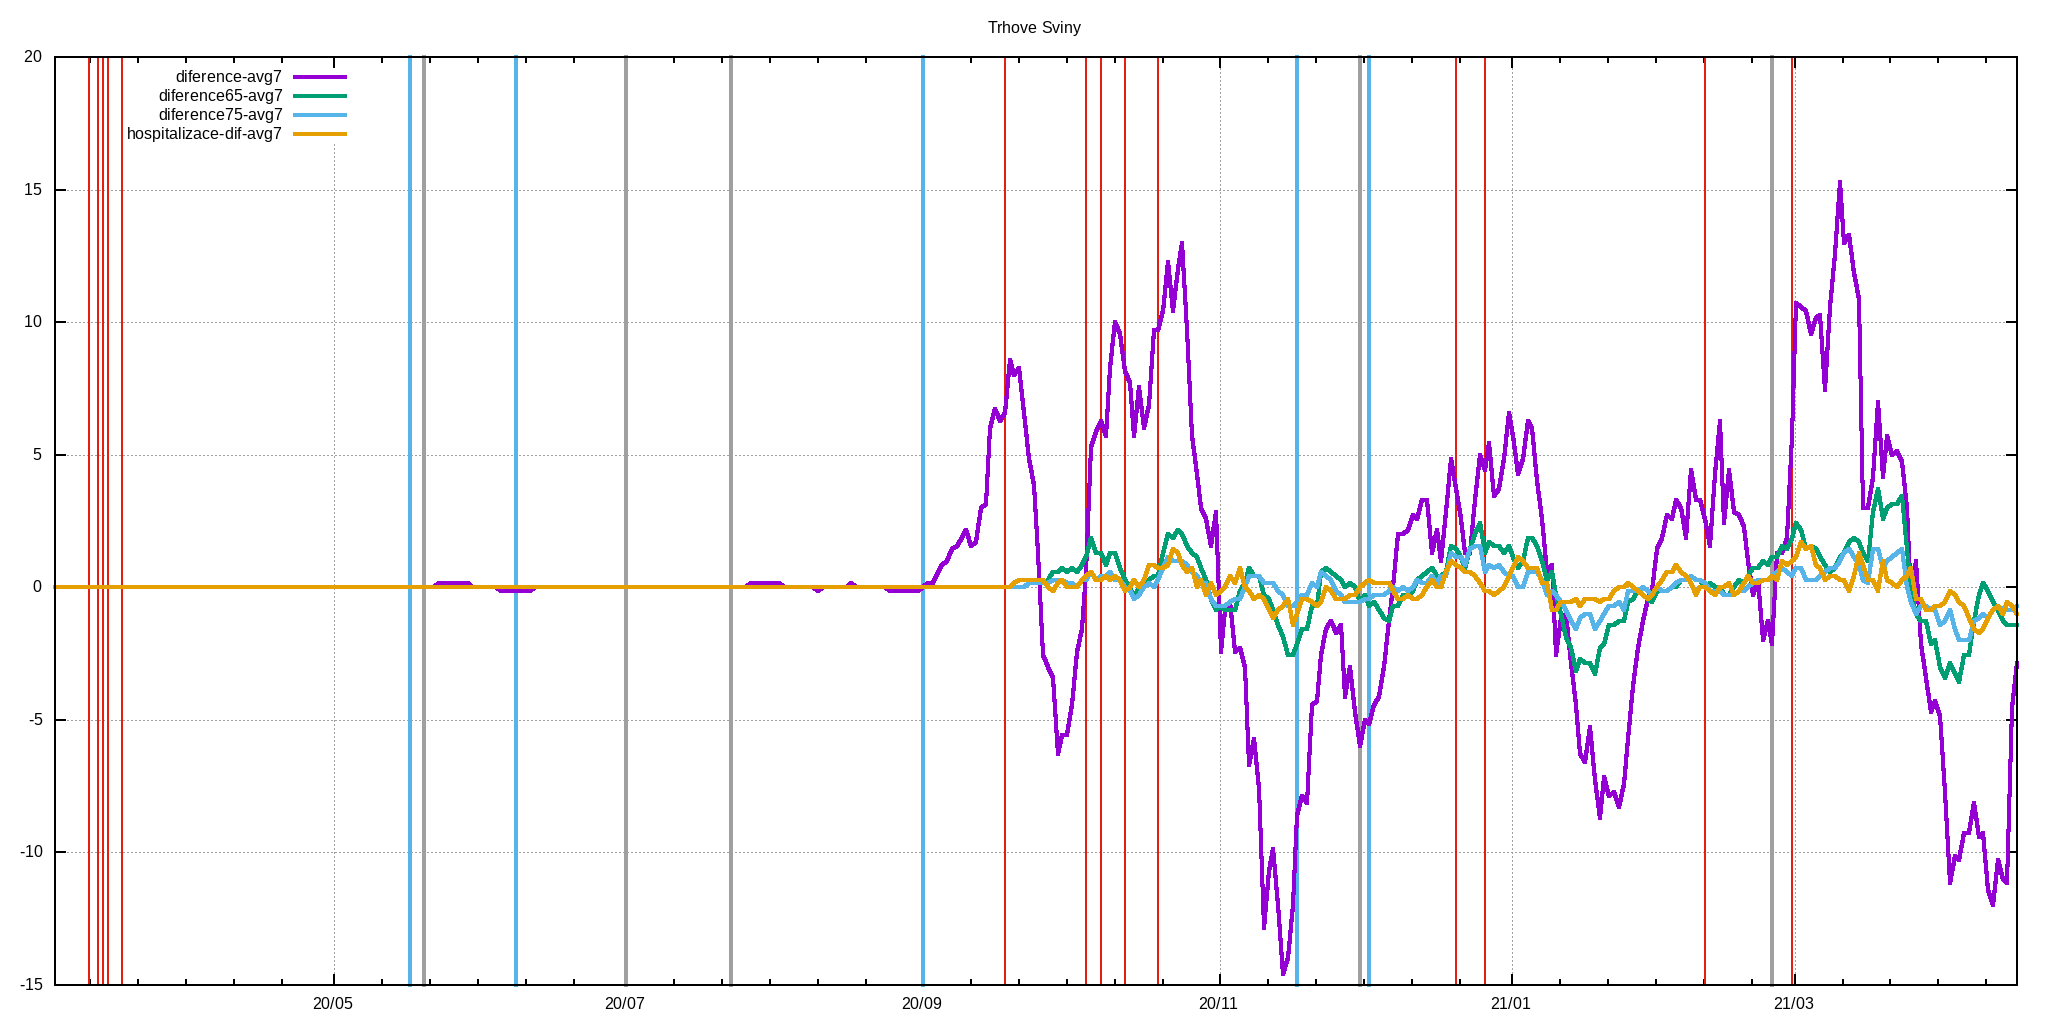 Trhove Sviny
20
diference-avg7
diference65-avg7
diference75-avg7
hospitalizace-dif-avg7
15
10
5
0
-5
-10
-15
20/05 20/07 20/09 20/11 21/01 21/03